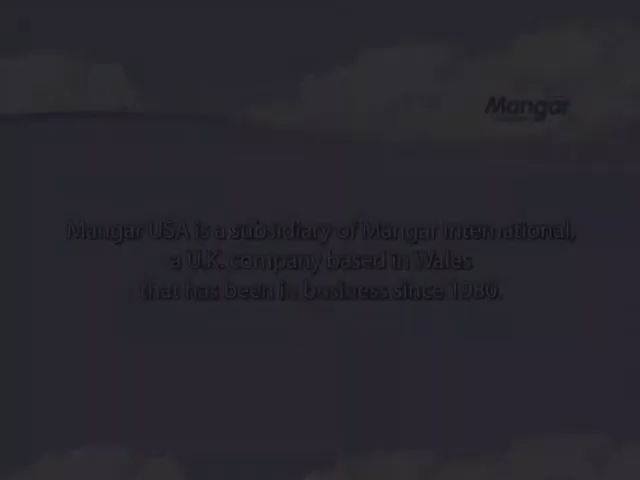 Mangar
Mangar USA is a subsidiary of Mangar International,
a U.K. company based in Wales
that has been in business since 1980.